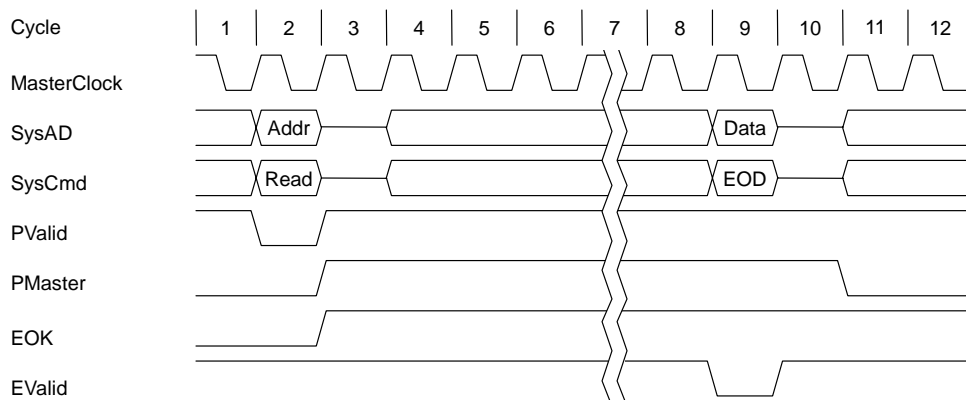 Cycle 1 2 3 4 5 6 7 8 9 10 11 12
MasterClock
SysAD Addr Data
SysCmd Read EOD
PValid
PMaster
EOK
EValid